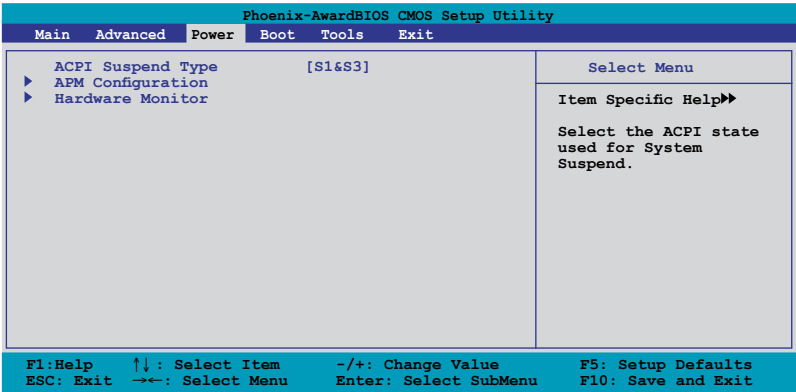 Phoenix-AwardBIOS CMOS Setup Utility
Main Advanced Power Boot Tools Exit
ACPI Suspend Type [S1&S3]
APM Configuration
Hardware Monitor
Select Menu
Item Specific Help
Select the ACPI state
used for System
Suspend.
F1:Help ↑↓: Select Item -/+: Change Value F5: Setup Defaults
ESC: Exit →←: Select Menu Enter: Select SubMenu F10: Save and Exit